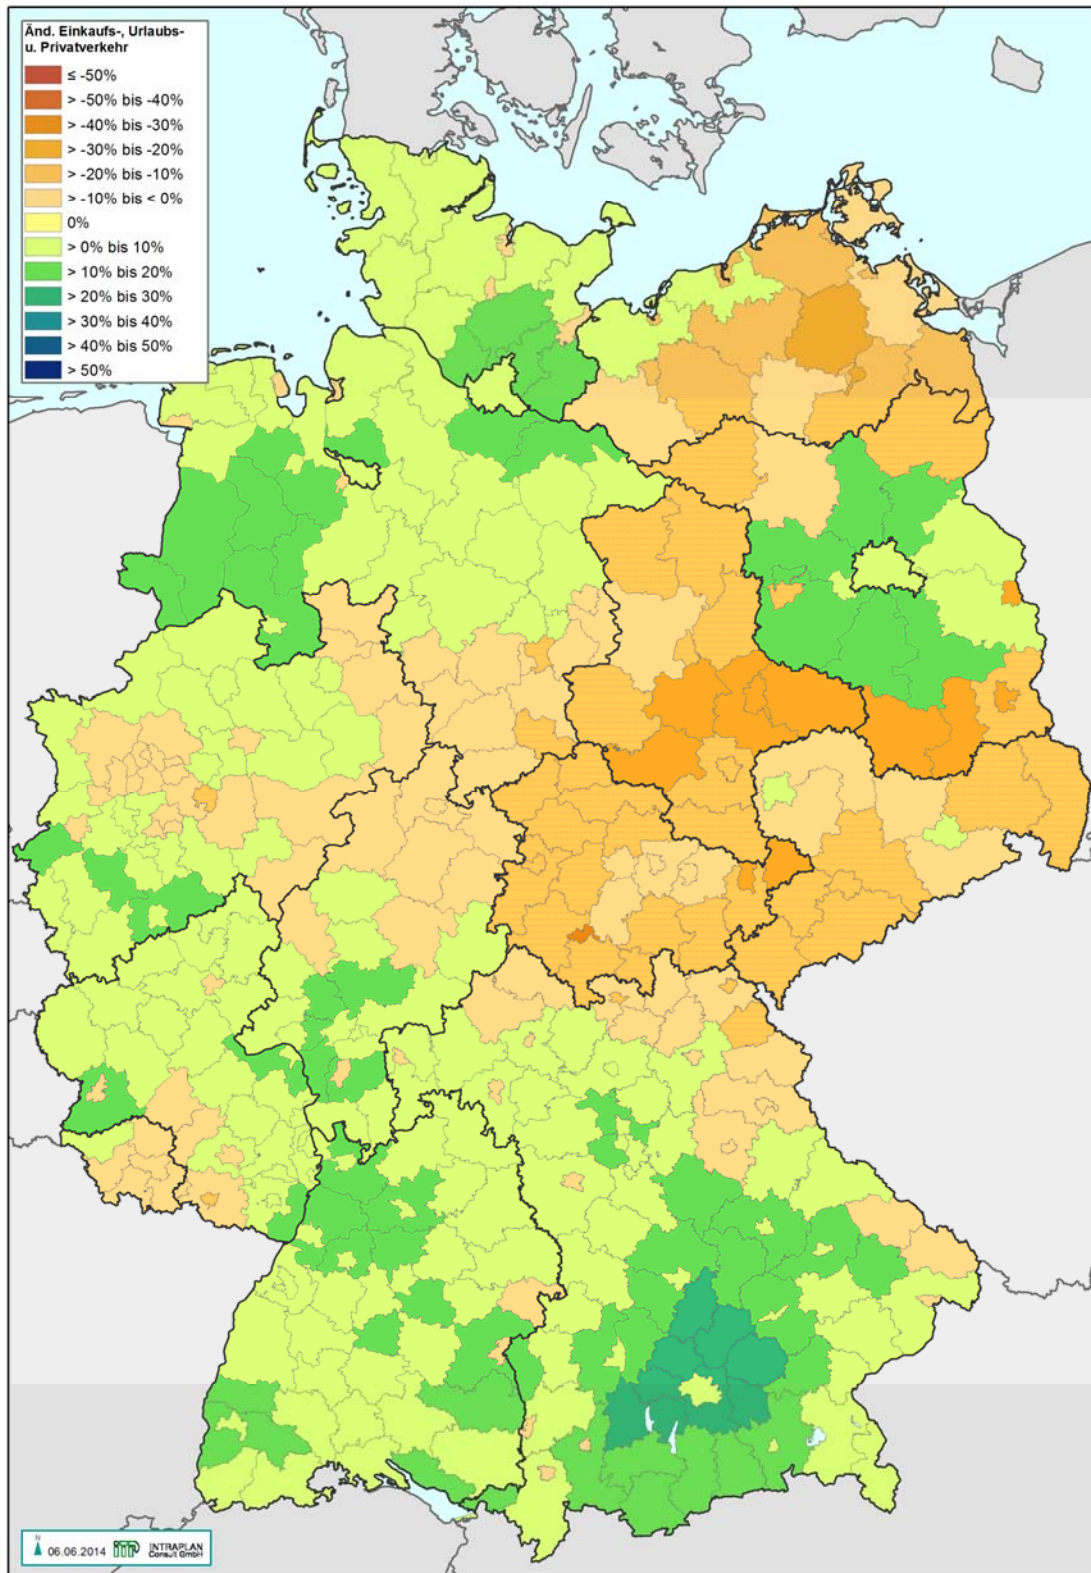 Änd. Einkaufs-, Urlaubs-
u. Privatverkehr
≤ -50%
> -50% bis -40%
> -40% bis -30%
> -30% bis -20%
> -20% bis -10%
> -10% bis < 0%
0%
> 0% bis 10%
> 10% bis 20%
> 20% bis 30%
> 30% bis 40%
> 40% bis 50%
> 50%
N
06.06.2014 itp INTRAPLAN
Consult GmbH